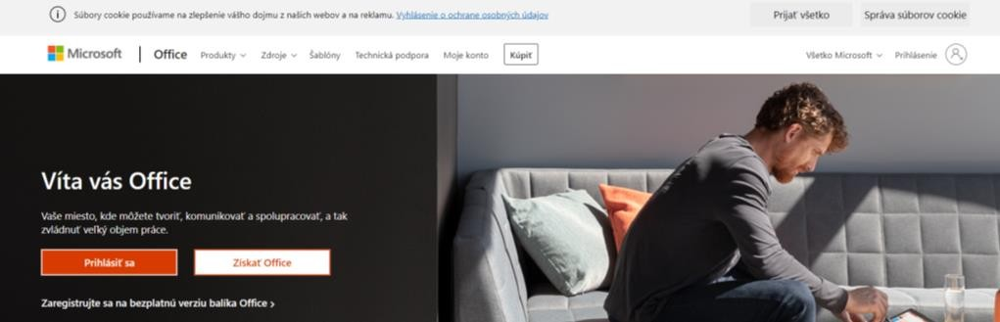 Súbory cookie používame na zlepšenie vášho dojmu z našich webov a na reklamu. Vyhlásenie o ochrane osobných údajov
Prijať všetko
Správa súborov cookie
Microsoft
Office
Produkty
Zdroje
Šablóny
Technická podpora
Moje konto
Kúpiť
Všetko Microsoft
Prihlásenie
Víta vás Office
Vaše miesto, kde môžete tvoriť, komunikovať a spolupracovať, a tak
zvládnuť veľký objem práce.
Prihlásiť sa
Získať Office
Zaregistrujte sa na bezplatnú verziu balíka Office >